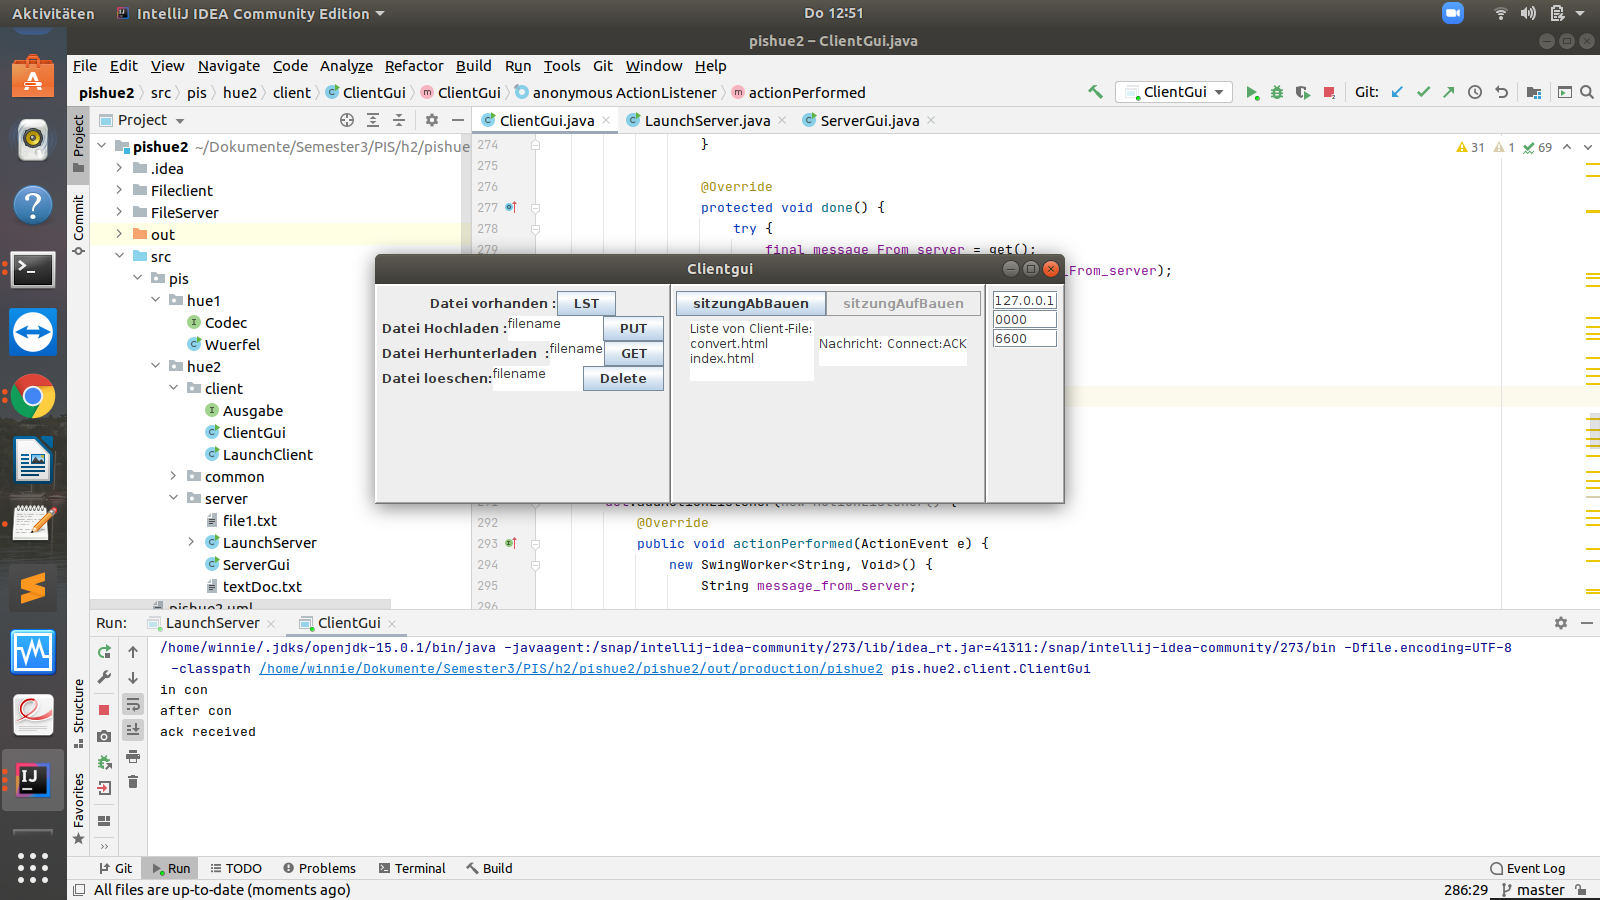 Aktivitäten
IntelliJ IDEA Community Edition
Do 12:51
pishue2 – ClientGui.java
File Edit View Navigate Code Analyze Refactor Build Run Tools Git Window Help
pishue2 src pis hue2 client ClientGui ClientGui anonymous ActionListener actionPerformed
ClientGui
Git:
Project
ClientGui.java
LaunchServer.java
ServerGui.java
Project
Commit
Structure
Favorites
pishue2 ~/Dokumente/Semester3/PIS/h2/pishue
.idea
Fileclient
FileServer
out
src
pis
hue1
Codec
Wuerfel
hue2
client
Ausgabe
ClientGui
LaunchClient
common
server
file1.txt
LaunchServer
ServerGui
textDoc.txt
pishue2.uml
31 1 69
274 }
275
276 @Override
277 protected void done() {
278 try {
279 final_message_From_server = get();
_From_server);
292 @Override
293 public void actionPerformed(ActionEvent e) {
294 new SwingWorker<String, Void>() {
295 String message_from_server;
296
Clientgui
Datei vorhanden : LST
Datei Hochladen : filename PUT
Datei Herhunterladen : filename GET
Datei loeschen: filename Delete
sitzungAbBauen
sitzungAufBauen
Liste von Client-File:
convert.html
index.html
Nachricht: Connect:ACK
127.0.0.1
0000
6600
Run: LaunchServer ClientGui
/home/winnie/.jdks/openjdk-15.0.1/bin/java -javaagent:/snap/intellij-idea-community/273/lib/idea_rt.jar=41311:/snap/intellij-idea-community/273/bin -Dfile.encoding=UTF-8
-classpath /home/winnie/Dokumente/Semester3/PIS/h2/pishue2/pishue2/out/production/pishue2 pis.hue2.client.ClientGui
in con
after con
ack received
Git Run TODO Problems Terminal Build
Event Log
All files are up-to-date (moments ago)
286:29 master